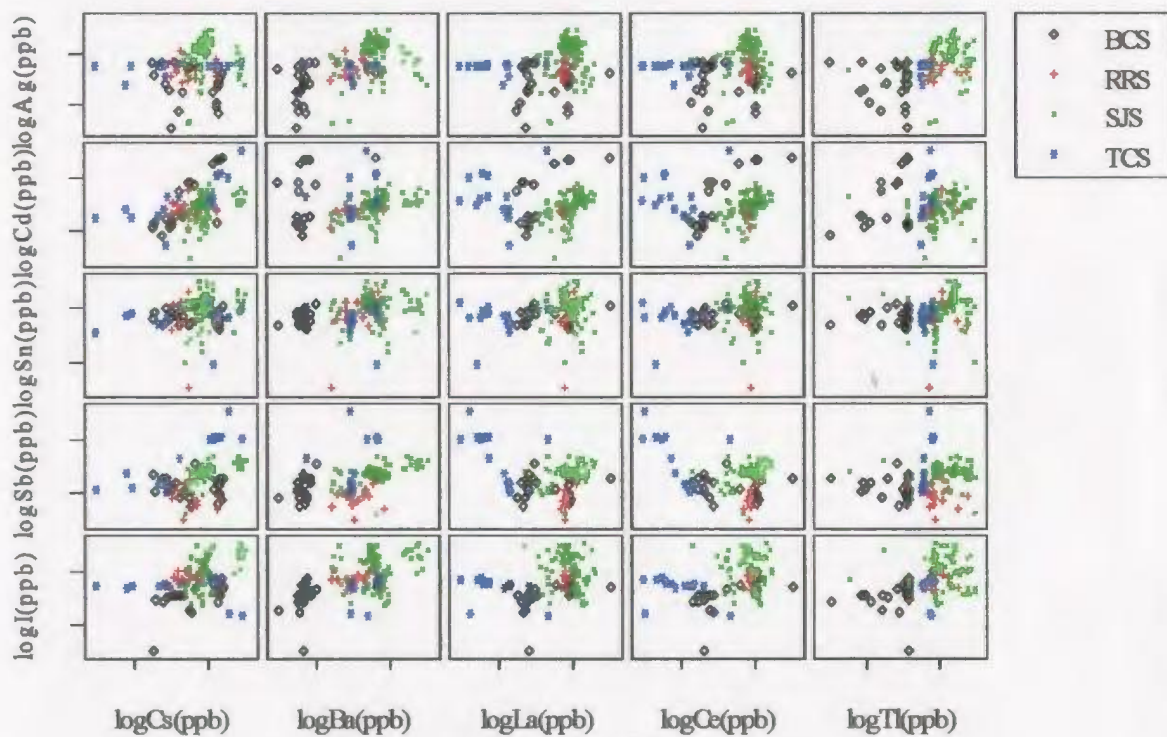 BCS
RRS
SJS
TCS
logAg(ppb)
logCd(ppb)
logSn(ppb)
logSb(ppb)
logI(ppb)
logCs(ppb)
logBa(ppb)
logLa(ppb)
logCe(ppb)
logTl(ppb)